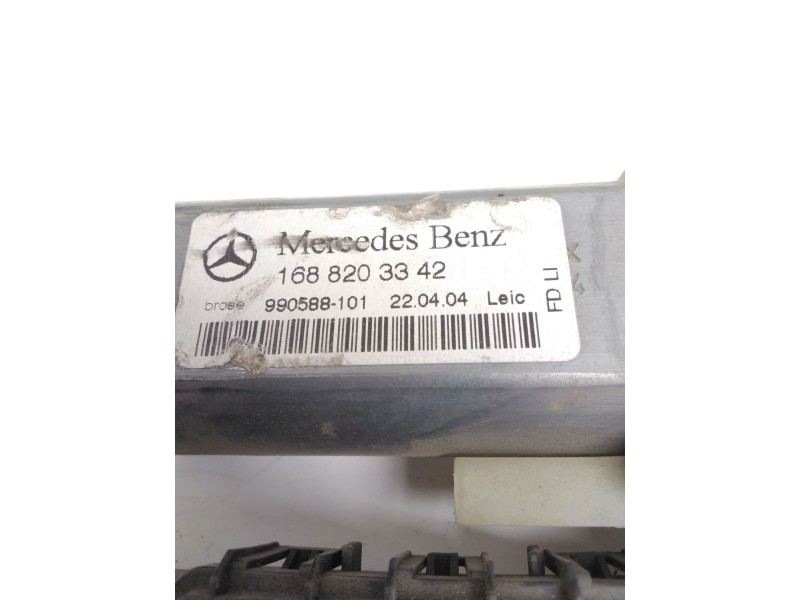 Mercedes Benz
168 820 33 42
brose 990588-101 22.04.04 Leic
FD LI